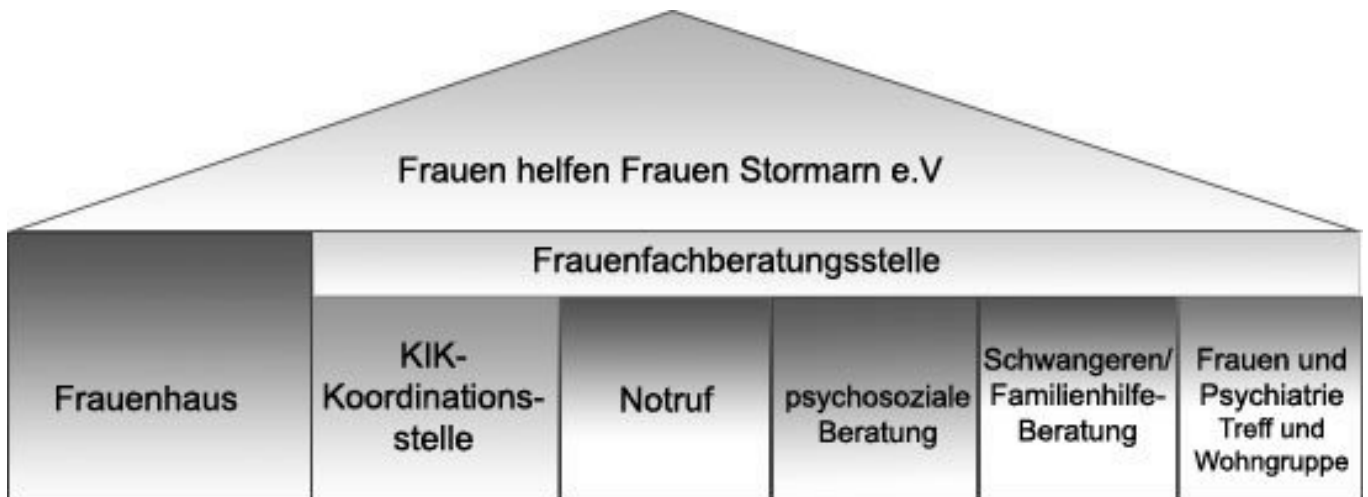 Frauen helfen Frauen Stormarn e.V
Frauenfachberatungsstelle
Frauenhaus
KIK-
Koordinations-
stelle
Notruf
psychosoziale
Beratung
Schwangeren/
Familienhilfe-
Beratung
Frauen und
Psychiatrie
Treff und
Wohngruppe